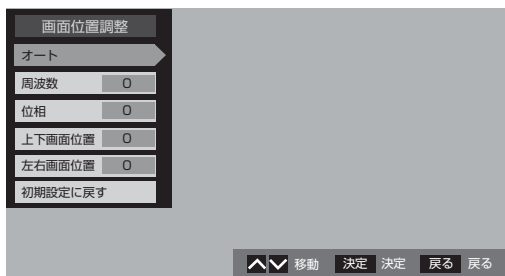 画面位置調整
オート
周波数 0
位相 0
上下画面位置 0
左右画面位置 0
初期設定に戻す
移動 決定 決定 戻る 戻る